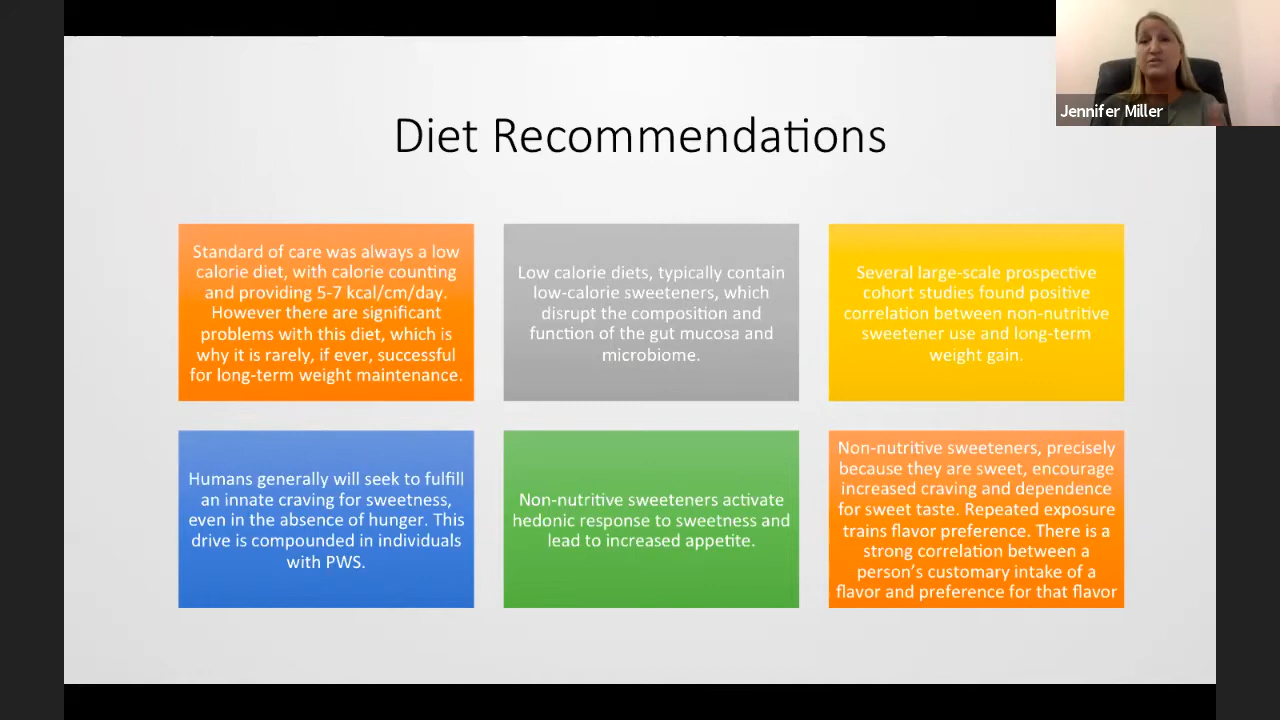 Jennifer Miller
Diet Recommendations
Standard of care was always a low
calorie diet, with calorie counting
and providing 5-7 kcal/cm/day.
However there are significant
problems with this diet, which is
why it is rarely, if ever, successful
for long-term weight maintenance.
Low calorie diets, typically contain
low-calorie sweeteners, which
disrupt the composition and
function of the gut mucosa and
microbiome.
Several large-scale prospective
cohort studies found positive
correlation between non-nutritive
sweetener use and long-term
weight gain.
Humans generally will seek to fulfill
an innate craving for sweetness,
even in the absence of hunger. This
drive is compounded in individuals
with PWS.
Non-nutritive sweeteners activate
hedonic response to sweetness and
lead to increased appetite.
Non-nutritive sweeteners, precisely
because they are sweet, encourage
increased craving and dependence
for sweet taste. Repeated exposure
trains flavor preference. There is a
strong correlation between a
person's customary intake of a
flavor and preference for that flavor